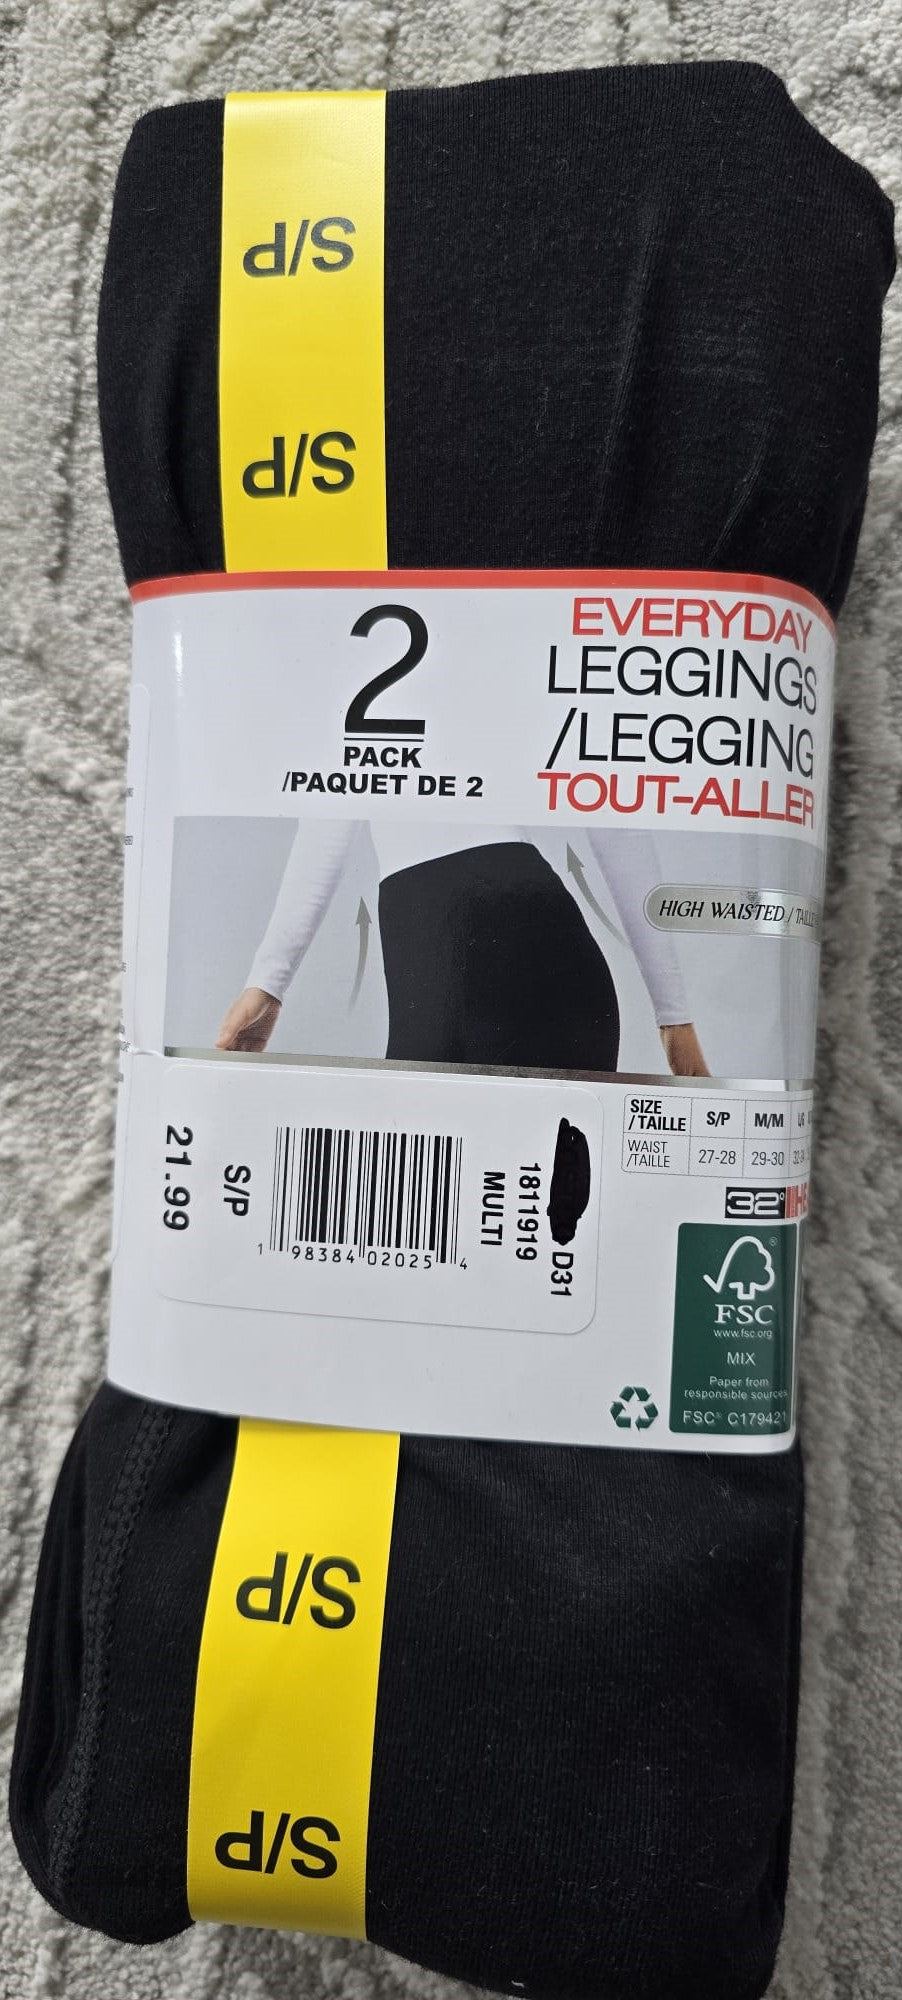 S/P
S/P
2
PACK
/PAQUET DE 2
EVERYDAY
LEGGINGS
/LEGGING
TOUT-ALLER
HIGH WAISTED /
SIZE
/TAILLE
S/P
M/M
WAIST
/TAILLE
27-28
29-30
32°
FSC
®
www.fsc.org
MIX
Paper from
responsible sources
FSC® C179421
D31
1811919
MULTI
1 98384 02025 4
S/P
21.99
S/P
S/P